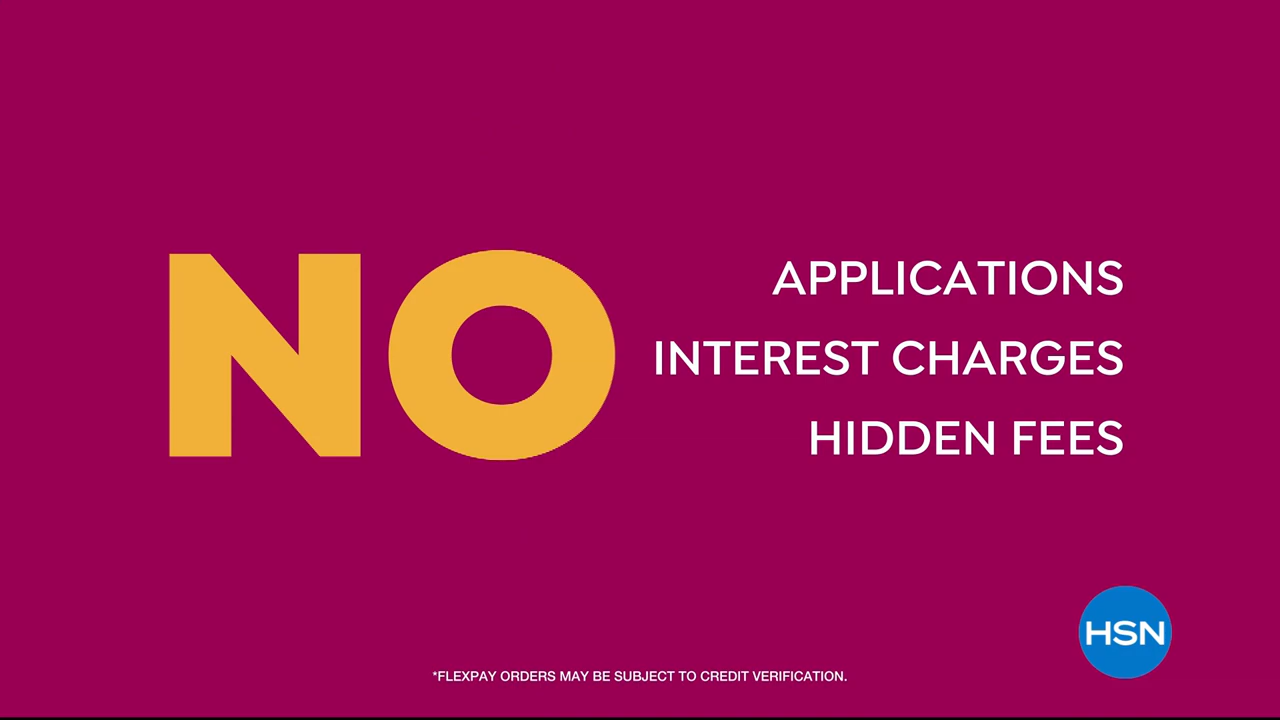 NO
APPLICATIONS
INTEREST CHARGES
HIDDEN FEES
HSN
*FLEXPAY ORDERS MAY BE SUBJECT TO CREDIT VERIFICATION.